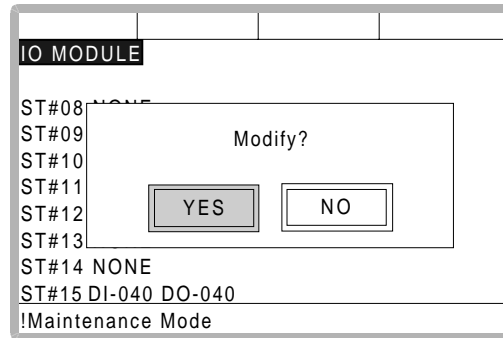 IO MODULE
ST#08
ST#09
Modify?
ST#10
ST#11
YES NO
ST#12
ST#13
ST#14 NONE
ST#15 DI-040 DO-040
!Maintenance Mode